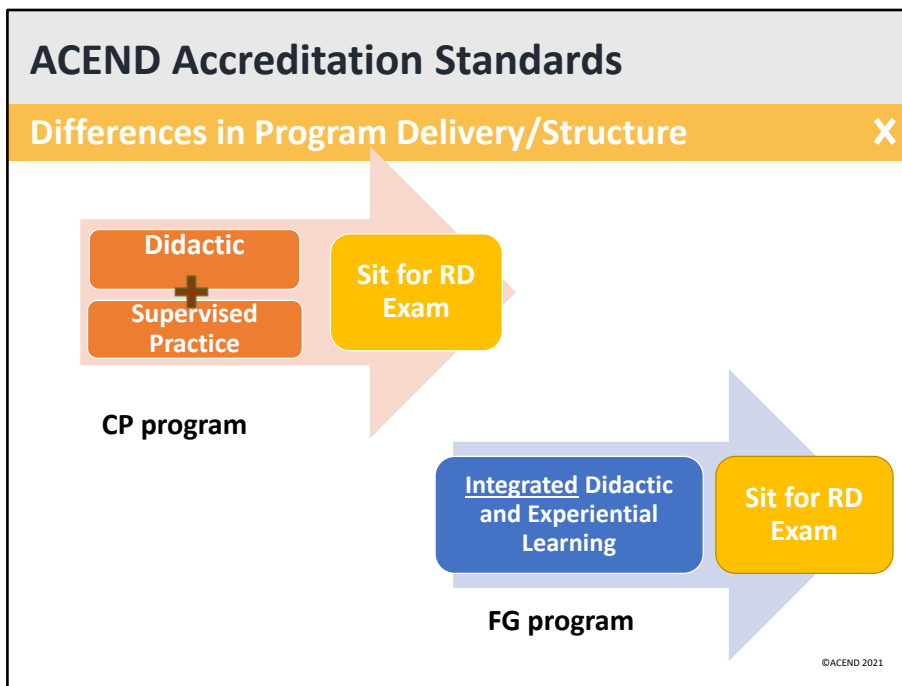 ACEND Accreditation Standards
Differences in Program Delivery/Structure
X
Didactic
+
Supervised
Practice
Sit for RD
Exam
CP program
Integrated Didactic
and Experiential
Learning
Sit for RD
Exam
FG program
©ACEND 2021